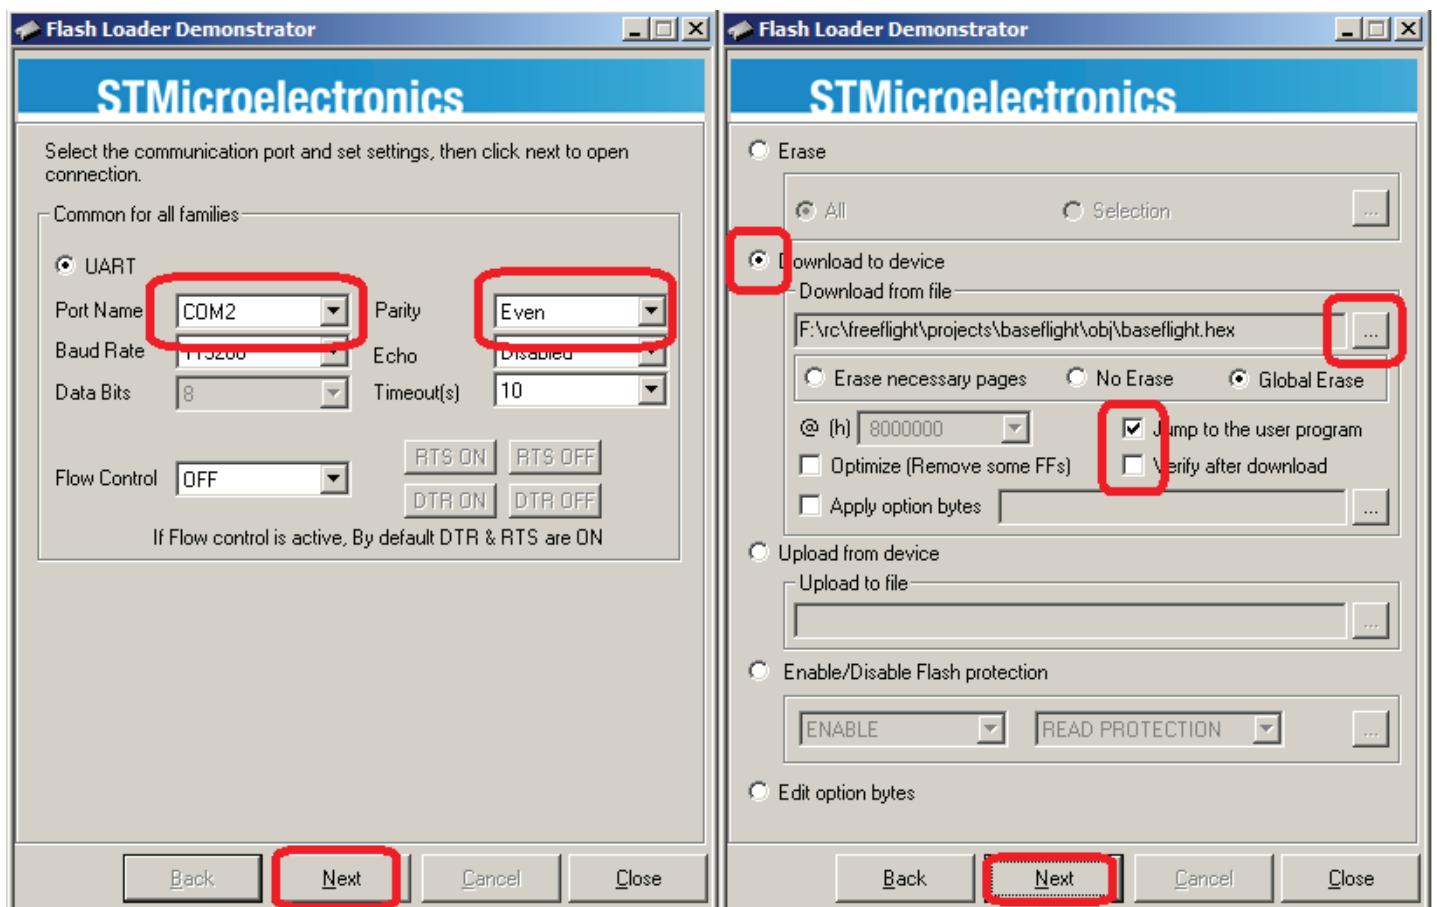 Flash Loader Demonstrator
STMicroelectronics
Select the communication port and set settings, then click next to open
connection.
Common for all families
UART
Port Name COM2 Parity Even
Baud Rate 115200 Echo Disabled
Data Bits 8 Timeout(s) 10
Flow Control OFF RTS ON RTS OFF
DTR ON DTR OFF
If Flow control is active, By default DTR & RTS are ON
Back Next Cancel Close
Flash Loader Demonstrator
STMicroelectronics
Erase
All Selection ...
Download to device
Download from file
F:\rc\freeflight\projects\baseflight\obj\baseflight.hex ...
Erase necessary pages No Erase Global Erase
@ (h) 8000000 Jump to the user program
Optimize (Remove some FFs) Verify after download
Apply option bytes ...
Upload from device
Upload to file
...
Enable/Disable Flash protection
ENABLE READ PROTECTION ...
Edit option bytes
Back Next Cancel Close